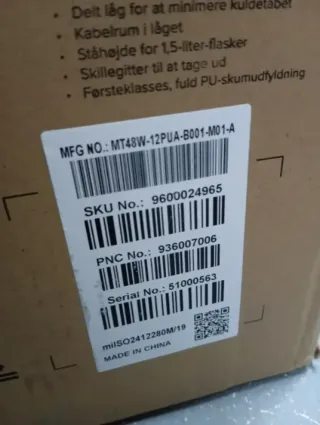 • Delt låg for at minimere kuldetabet
• Kabelrum i låget
• Ståhøjde for 1,5-liter-flasker
• Skillegitter til at tage ud
• Førsteklasses, fuld PU-skumudfyldning
MFG NO.: MT48W-12PUA-B001-M01-A
SKU No.: 9600024965
PNC No.: 936007006
Serial No.: 51000563
milSO2412280M/19
MADE IN CHINA